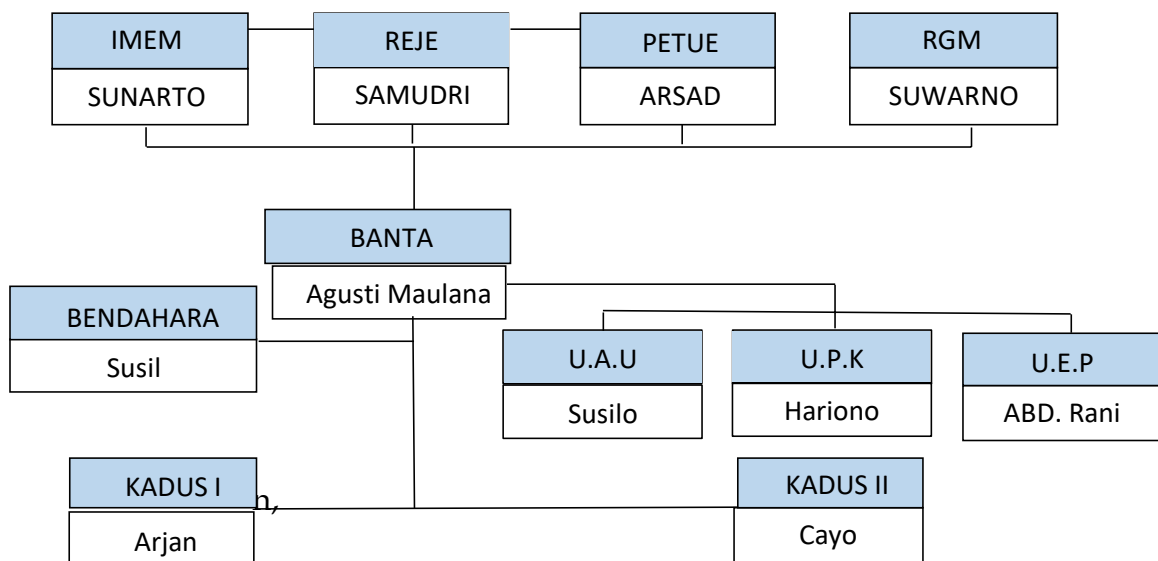 IMEM
REJE
PETUE
RGM
SUNARTO
SAMUDRI
ARSAD
SUWARNO
BANTA
Agusti Maulana
BENDAHARA
Susil
U.A.U
U.P.K
U.E.P
Susilo
Hariono
ABD. Rani
KADUS I
n,
KADUS II
Arjan
Cayo